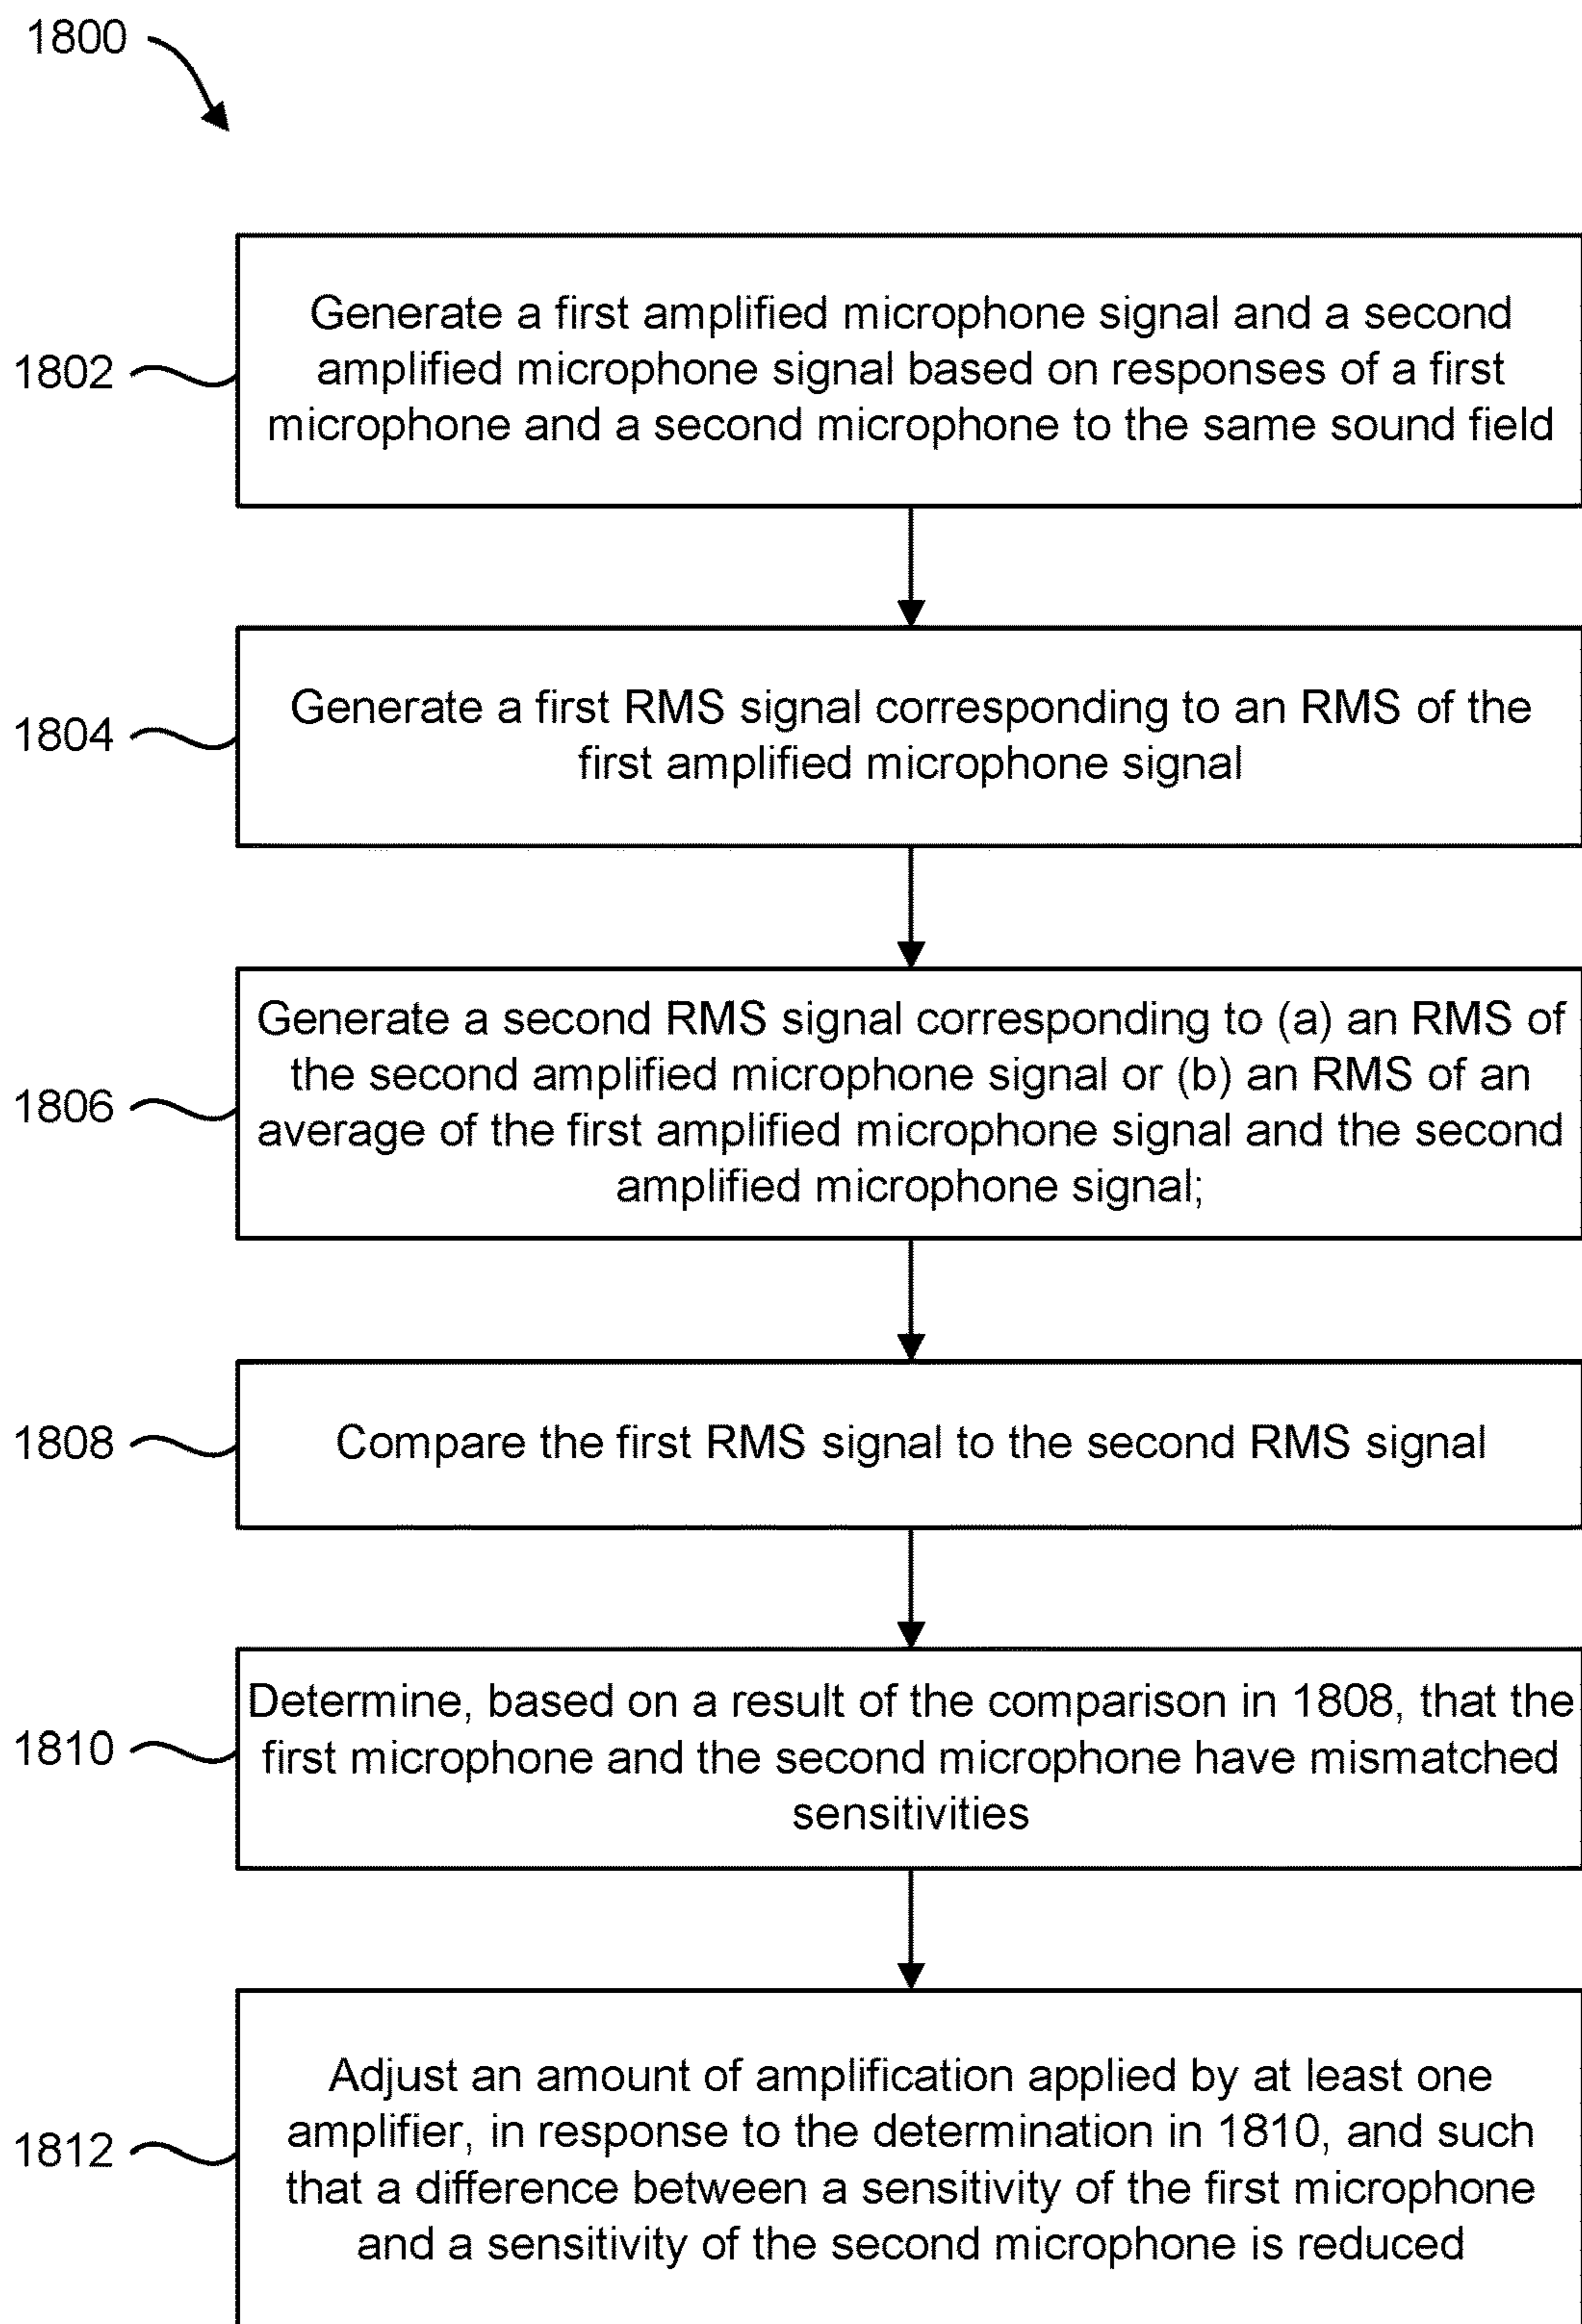 1800
Generate a first amplified microphone signal and a second
amplified microphone signal based on responses of a first
1802
microphone and a second microphone to the same sound field
Generate a first RMS signal corresponding to an RMS of the
1804
first amplified microphone signal
Generate a second RMS signal corresponding to (a) an RMS of
the second amplified microphone signal or (b) an RMS of an
1806
average of the first amplified microphone signal and the second
amplified microphone signal;
1808
Compare the first RMS signal to the second RMS signal
Determine, based on a result of the comparison in 1808, that the
1810
first microphone and the second microphone have mismatched
sensitivities
Adjust an amount of amplification applied by at least one
amplifier, in response to the determination in 1810, and such
1812
that a difference between a sensitivity of the first microphone
and a sensitivity of the second microphone is reduced